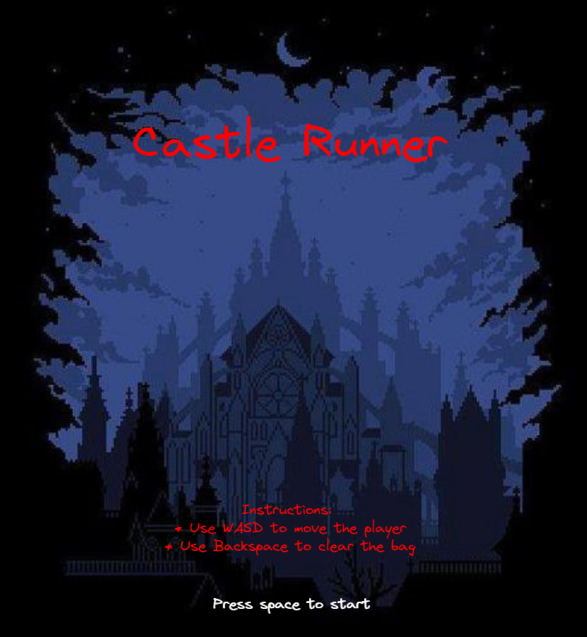 Castle Runner
Instructions:
• Use WASD to move the player
• Use Backspace to clear the bag
Press space to start